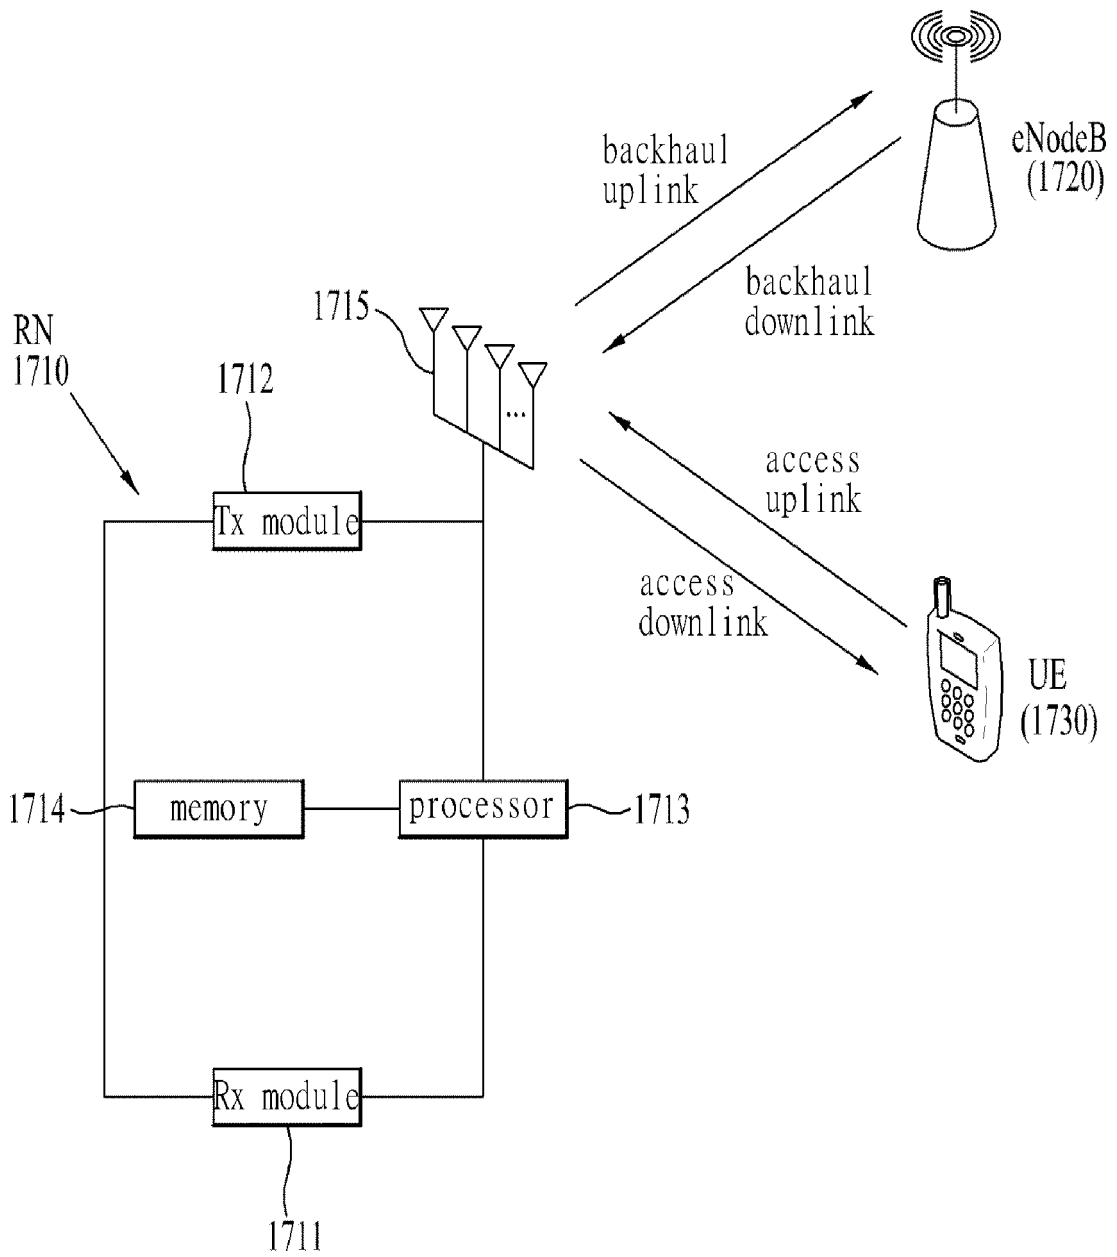 eNodeB
(1720)
backhaul
uplink
backhaul
downlink
1715
RN
1710
1712
access
uplink
Tx module
access
downlink
UE
(1730)
1714
memory
processor
1713
Rx module
1711
...